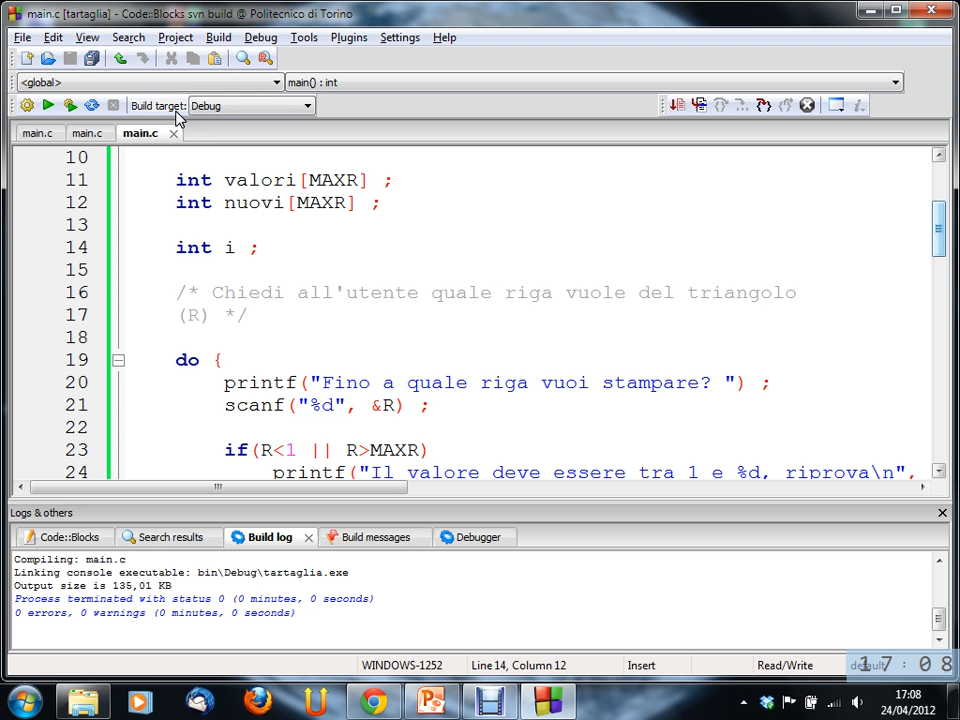 main.c [tartaglia] - Code::Blocks svn build @ Politecnico di Torino
File Edit View Search Project Build Debug Tools Plugins Settings Help
<global> main() : int
Build target: Debug
main.c main.c main.c
10
11 int valori[MAXR] ;
12 int nuovi[MAXR] ;
13
14 int i ;
15
16 /* Chiedi all'utente quale riga vuole del triangolo
17 (R) */
18
19 do {
20 printf("Fino a quale riga vuoi stampare? ") ;
21 scanf("%d", &R) ;
22
23 if(R<1 || R>MAXR)
24 printf("Il valore deve essere tra 1 e %d, riprova\n",
Logs & others
Code::Blocks Search results Build log Build messages Debugger
Compiling: main.c
Linking console executable: bin\Debug\tartaglia.exe
Output size is 135,01 KB
Process terminated with status 0 (0 minutes, 0 seconds)
0 errors, 0 warnings (0 minutes, 0 seconds)
WINDOWS-1252 Line 14, Column 12 Insert Read/Write default
17:08
17:08
24/04/2012